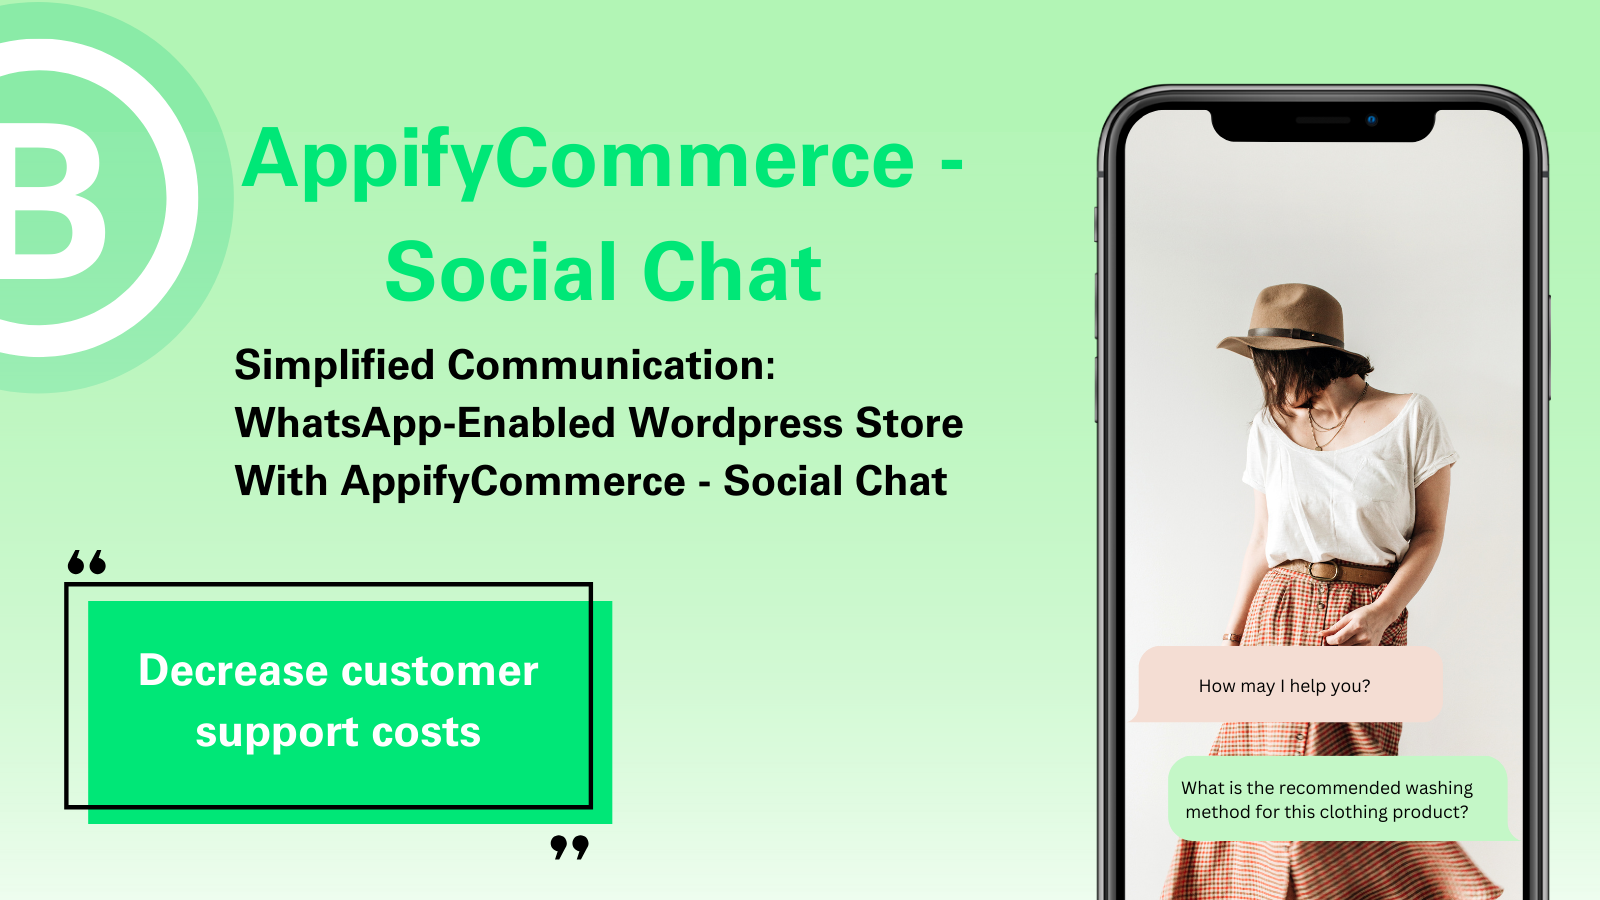 B
AppifyCommerce -
Social Chat
Simplified Communication:
WhatsApp-Enabled Wordpress Store
With AppifyCommerce - Social Chat
“
Decrease customer
support costs
”
How may I help you?
What is the recommended washing
method for this clothing product?